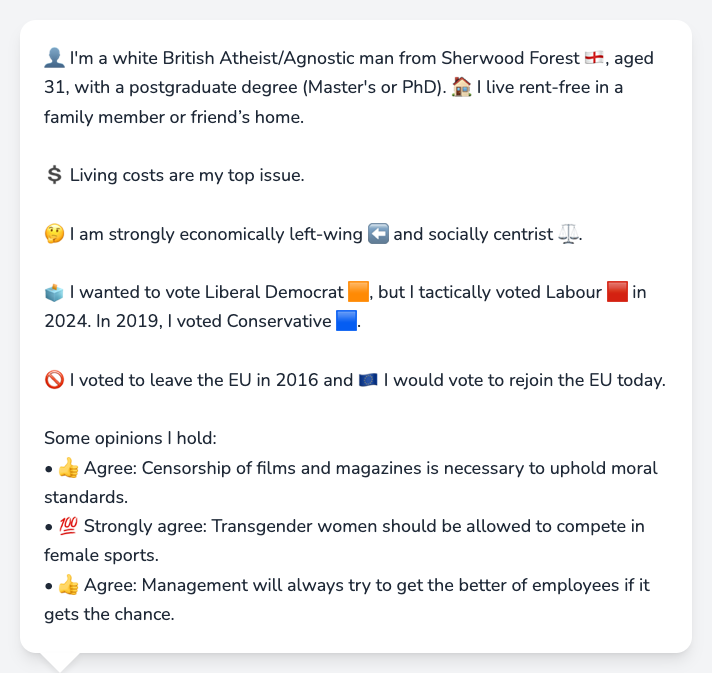 👤 I'm a white British Atheist/Agnostic man from Sherwood Forest 🏴󠁧󠁢󠁥󠁮󠁧󠁿, aged
31, with a postgraduate degree (Master's or PhD). 🏠 I live rent-free in a
family member or friend’s home.
💲 Living costs are my top issue.
🤔 I am strongly economically left-wing ⬅️ and socially centrist ⚖️.
🗳️ I wanted to vote Liberal Democrat 🟧, but I tactically voted Labour 🟥 in
2024. In 2019, I voted Conservative 🟦.
🚫 I voted to leave the EU in 2016 and 🇪🇺 I would vote to rejoin the EU today.
Some opinions I hold:
• 👍 Agree: Censorship of films and magazines is necessary to uphold moral
standards.
• 💯 Strongly agree: Transgender women should be allowed to compete in
female sports.
• 👍 Agree: Management will always try to get the better of employees if it
gets the chance.